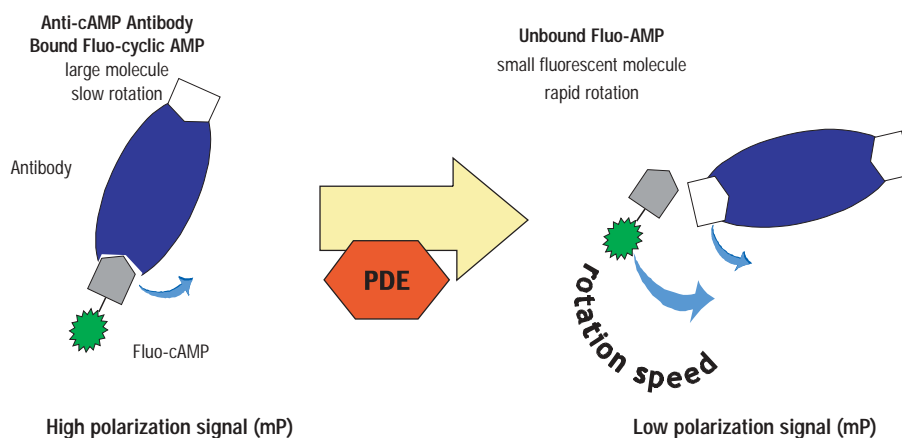 Anti-cAMP Antibody
Bound Fluo-cyclic AMP
large molecule
slow rotation
Antibody
Fluo-cAMP
High polarization signal (mP)
PDE
Unbound Fluo-AMP
small fluorescent molecule
rapid rotation
rotation speed
Low polarization signal (mP)